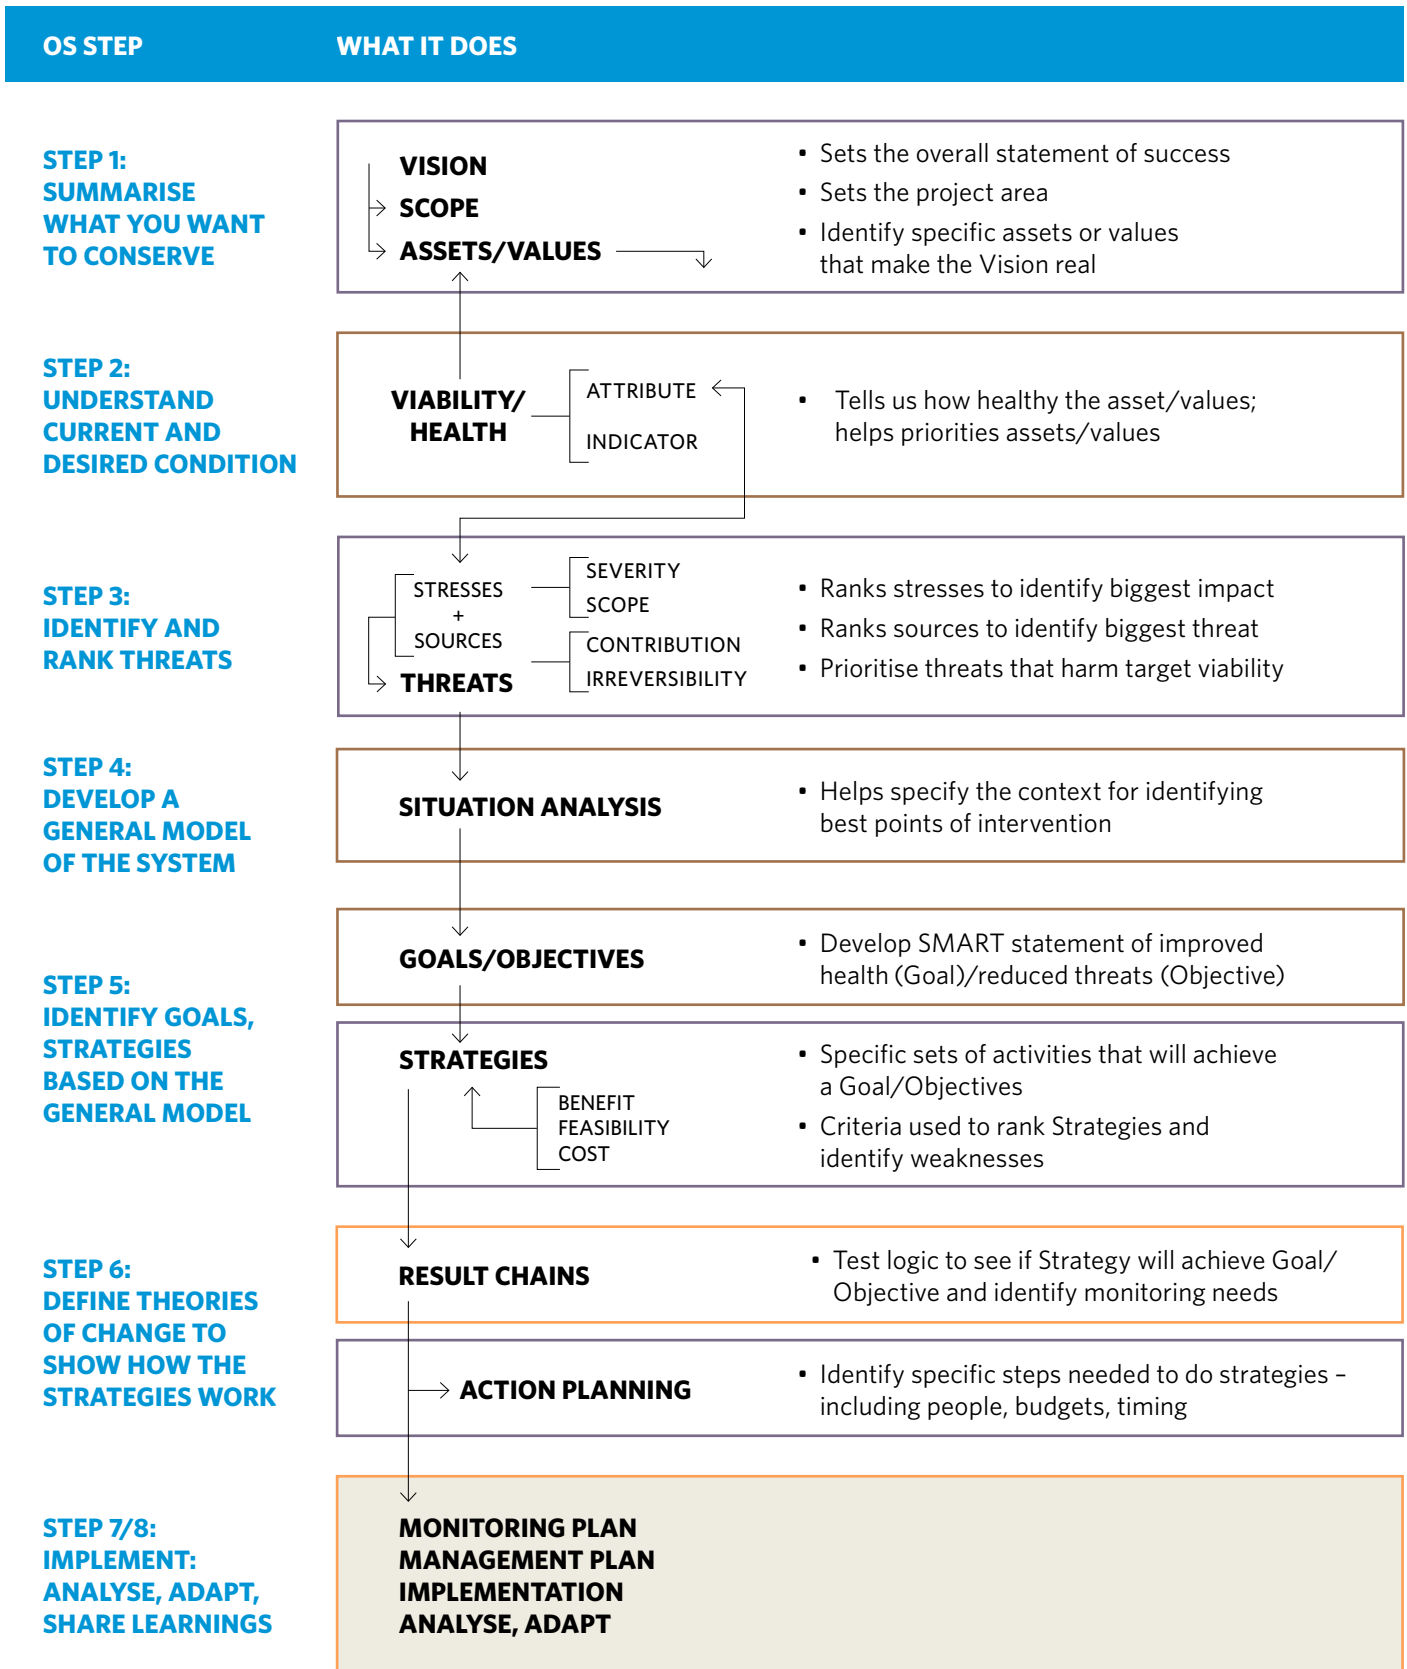 OS STEP
WHAT IT DOES
STEP 1:
SUMMARISE
WHAT YOU WANT
TO CONSERVE
VISION
SCOPE
ASSETS/VALUES
• Sets the overall statement of success
• Sets the project area
• Identify specific assets or values
that make the Vision real
STEP 2:
UNDERSTAND
CURRENT AND
DESIRED CONDITION
VIABILITY/
HEALTH
ATTRIBUTE
INDICATOR
• Tells us how healthy the asset/values;
helps priorities assets/values
STEP 3:
IDENTIFY AND
RANK THREATS
STRESSES
+
SOURCES
THREATS
SEVERITY
SCOPE
CONTRIBUTION
IRREVERSIBILITY
• Ranks stresses to identify biggest impact
• Ranks sources to identify biggest threat
• Prioritise threats that harm target viability
STEP 4:
DEVELOP A
GENERAL MODEL
OF THE SYSTEM
SITUATION ANALYSIS
• Helps specify the context for identifying
best points of intervention
STEP 5:
IDENTIFY GOALS,
STRATEGIES
BASED ON THE
GENERAL MODEL
GOALS/OBJECTIVES
• Develop SMART statement of improved
health (Goal)/reduced threats (Objective)
STRATEGIES
BENEFIT
FEASIBILITY
COST
• Specific sets of activities that will achieve
a Goal/Objectives
• Criteria used to rank Strategies and
identify weaknesses
STEP 6:
DEFINE THEORIES
OF CHANGE TO
SHOW HOW THE
STRATEGIES WORK
RESULT CHAINS
• Test logic to see if Strategy will achieve Goal/
Objective and identify monitoring needs
ACTION PLANNING
• Identify specific steps needed to do strategies –
including people, budgets, timing
STEP 7/8:
IMPLEMENT:
ANALYSE, ADAPT,
SHARE LEARNINGS
MONITORING PLAN
MANAGEMENT PLAN
IMPLEMENTATION
ANALYSE, ADAPT